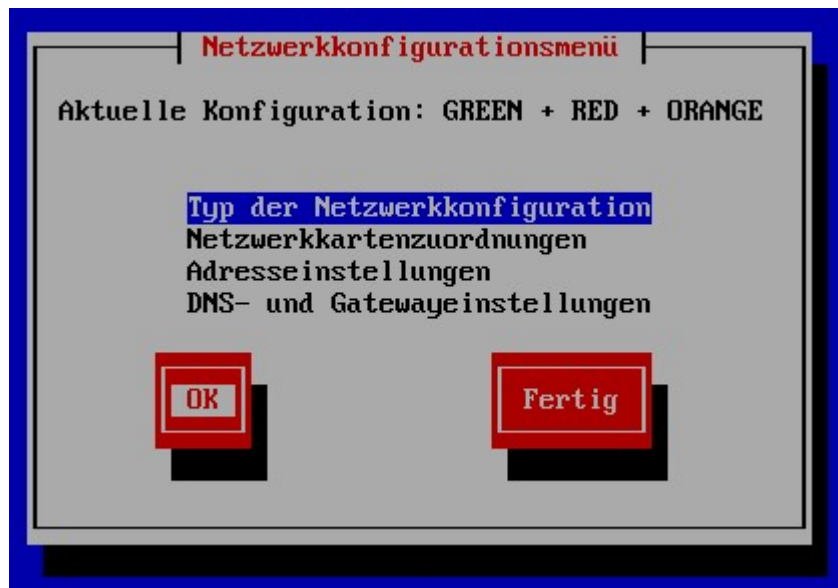 Netzwerkkonfigurationsmenü
Aktuelle Konfiguration: GREEN + RED + ORANGE
Typ der Netzwerkkonfiguration
Netzwerkkartenzuordnungen
Adresseinstellungen
DNS- und Gatewayeinstellungen
OK Fertig